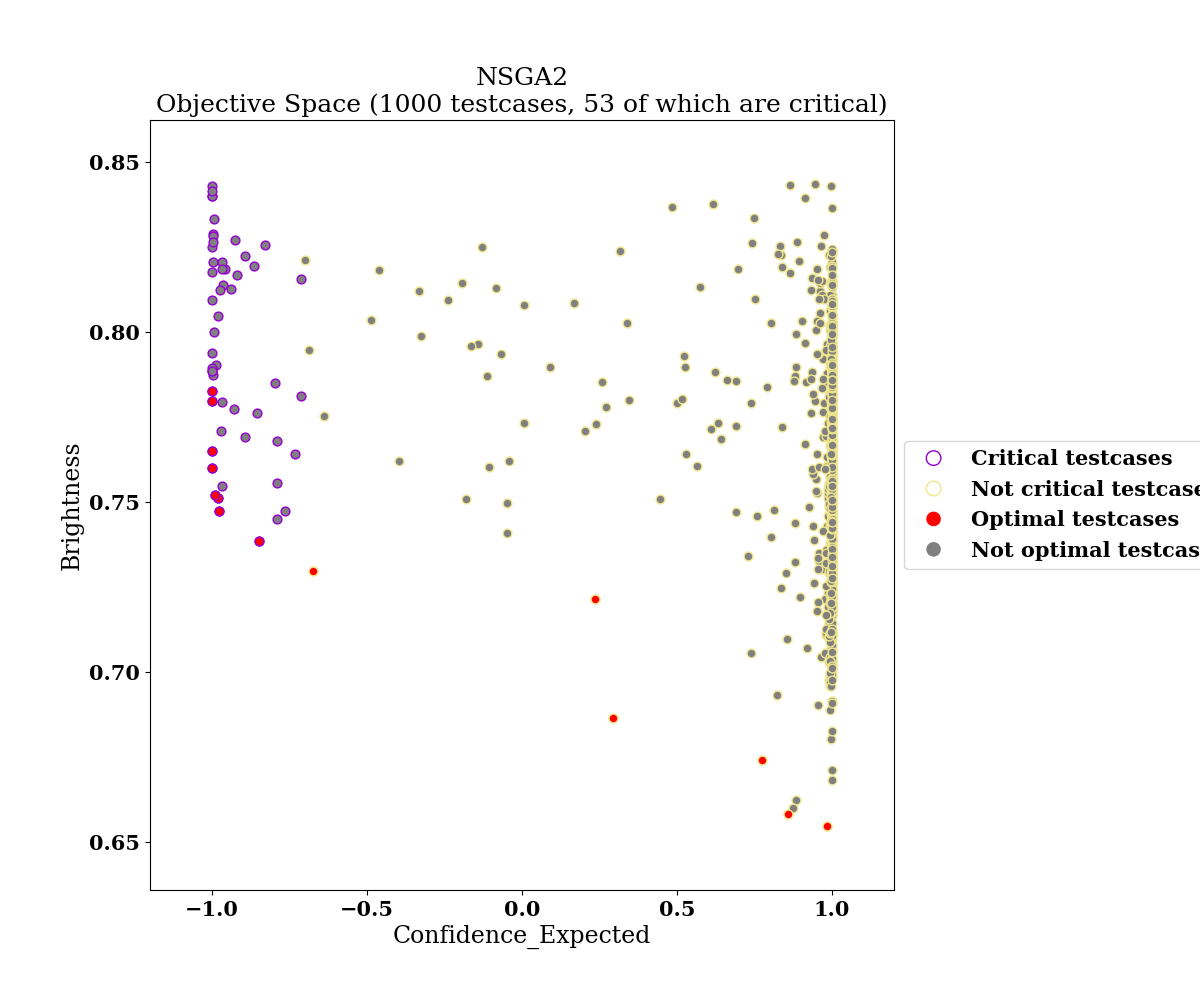 NSGA2
Objective Space (1000 testcases, 53 of which are critical)
0.85
0.80
0.75
0.70
0.65
Brightness
−1.0
−0.5
0.0
0.5
1.0
Confidence_Expected
Critical testcases
Not critical testcase
Optimal testcases
Not optimal testcas